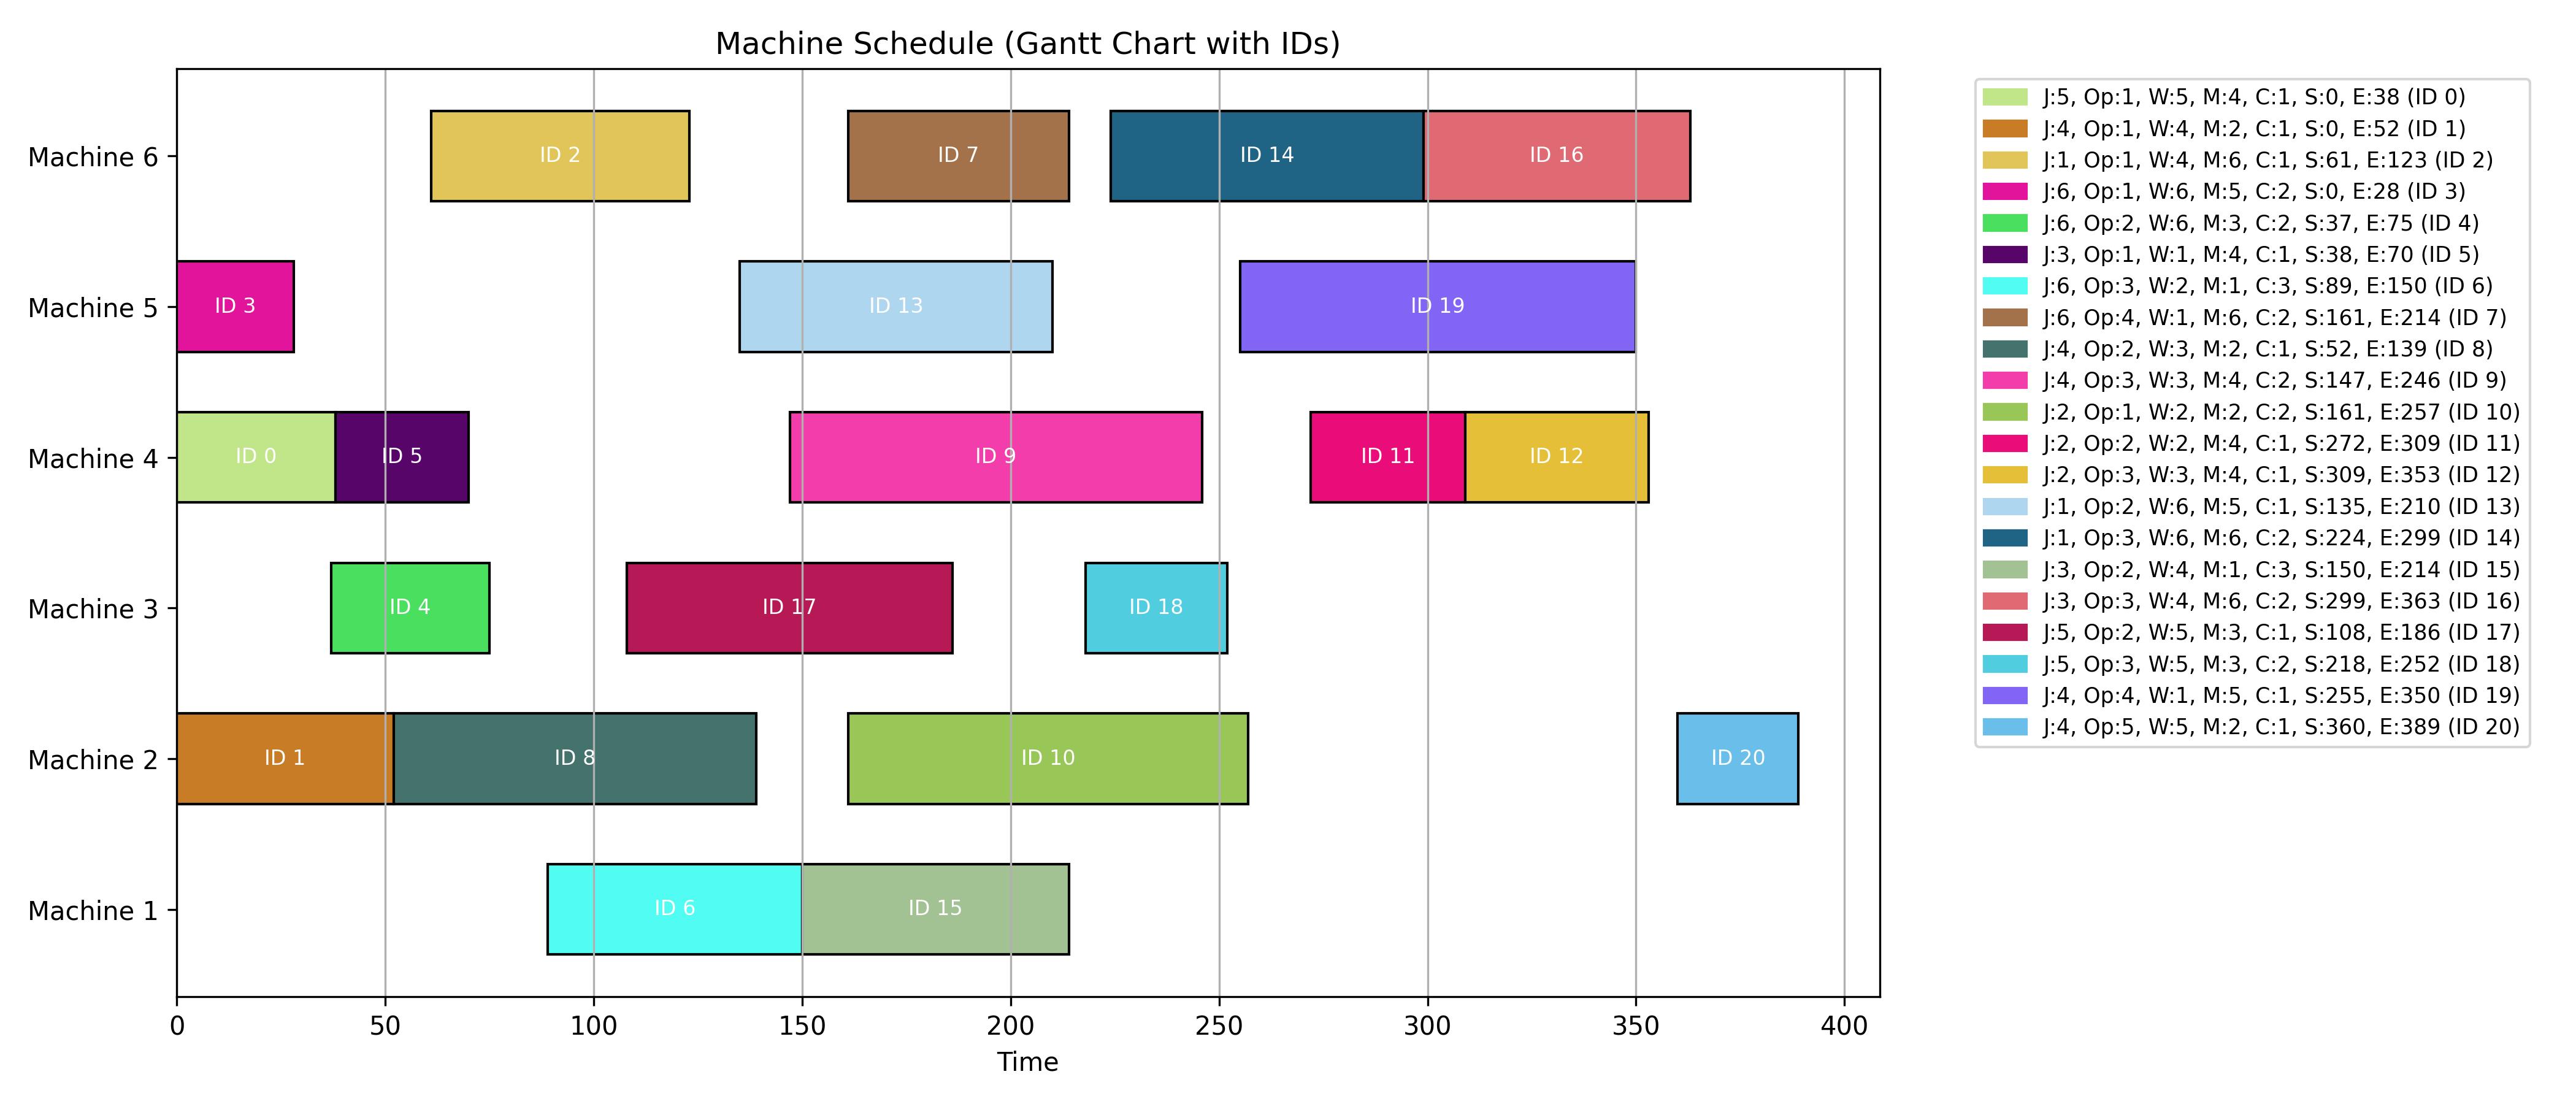 Machine Schedule (Gantt Chart with IDs)
Machine 6
ID 2
ID 7
ID 14
ID 16
Machine 5
ID 3
ID 13
ID 19
Machine 4
ID 0
ID 5
ID 9
ID 11
ID 12
Machine 3
ID 4
ID 17
ID 18
Machine 2
ID 1
ID 8
ID 10
ID 20
Machine 1
ID 6
ID 15
0 50 100 150 200 250 300 350 400
Time
J:5, Op:1, W:5, M:4, C:1, S:0, E:38 (ID 0)
J:4, Op:1, W:4, M:2, C:1, S:0, E:52 (ID 1)
J:1, Op:1, W:4, M:6, C:1, S:61, E:123 (ID 2)
J:6, Op:1, W:6, M:5, C:2, S:0, E:28 (ID 3)
J:6, Op:2, W:6, M:3, C:2, S:37, E:75 (ID 4)
J:3, Op:1, W:1, M:4, C:1, S:38, E:70 (ID 5)
J:6, Op:3, W:2, M:1, C:3, S:89, E:150 (ID 6)
J:6, Op:4, W:1, M:6, C:2, S:161, E:214 (ID 7)
J:4, Op:2, W:3, M:2, C:1, S:52, E:139 (ID 8)
J:4, Op:3, W:3, M:4, C:2, S:147, E:246 (ID 9)
J:2, Op:1, W:2, M:2, C:2, S:161, E:257 (ID 10)
J:2, Op:2, W:2, M:4, C:1, S:272, E:309 (ID 11)
J:2, Op:3, W:3, M:4, C:1, S:309, E:353 (ID 12)
J:1, Op:2, W:6, M:5, C:1, S:135, E:210 (ID 13)
J:1, Op:3, W:6, M:6, C:2, S:224, E:299 (ID 14)
J:3, Op:2, W:4, M:1, C:3, S:150, E:214 (ID 15)
J:3, Op:3, W:4, M:6, C:2, S:299, E:363 (ID 16)
J:5, Op:2, W:5, M:3, C:1, S:108, E:186 (ID 17)
J:5, Op:3, W:5, M:3, C:2, S:218, E:252 (ID 18)
J:4, Op:4, W:1, M:5, C:1, S:255, E:350 (ID 19)
J:4, Op:5, W:5, M:2, C:1, S:360, E:389 (ID 20)